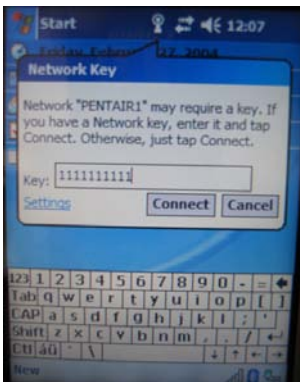 Start 12:07
Friday, February 27, 2004
Network Key
Network "PENTAIR1" may require a key. If
you have a Network key, enter it and tap
Connect. Otherwise, just tap Connect.
Key: 1111111111
Settings Connect Cancel
123 1 2 3 4 5 6 7 8 9 0 - =
Tab q w e r t y u i o p [ ]
CAP a s d f g h j k l ; '
Shift z x c v b n m , . /
Ctl áü ` \
New